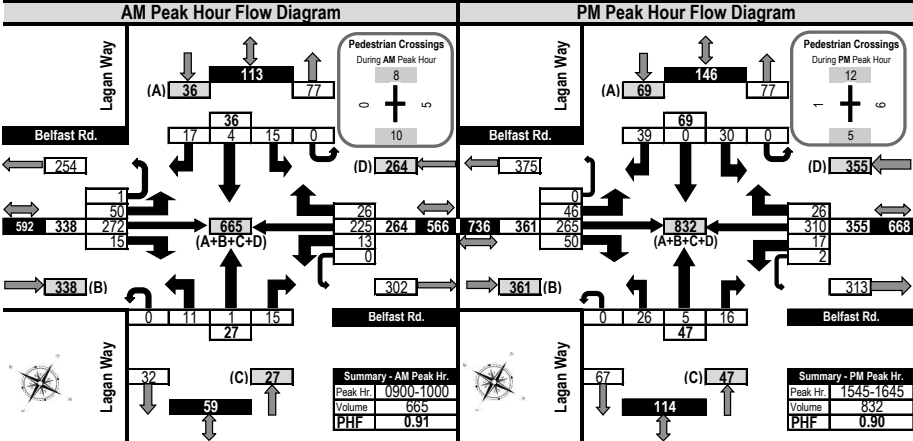 AM Peak Hour Flow Diagram
Lagan Way
Pedestrian Crossings
During AM Peak Hour
8
0
5
10
113
(A) 36
77
36
17 4 15 0
Belfast Rd.
254
(D) 264
1
50
592 338 272
15
665
(A+B+C+D)
26
225 264 566
13
0
338 (B)
302
0 11 1 15
27
Belfast Rd.
Lagan Way
32
(C) 27
59
Summary - AM Peak Hr.
Peak Hr. 0900-1000
Volume 665
PHF 0.91
PM Peak Hour Flow Diagram
Lagan Way
Pedestrian Crossings
During PM Peak Hour
12
1
6
5
146
(A) 69
77
69
39 0 30 0
Belfast Rd.
375
(D) 355
0
46
736 361 265
50
832
(A+B+C+D)
26
310 355 668
17
2
361 (B)
313
0 26 5 16
47
Belfast Rd.
Lagan Way
67
(C) 47
114
Summary - PM Peak Hr.
Peak Hr. 1545-1645
Volume 832
PHF 0.90